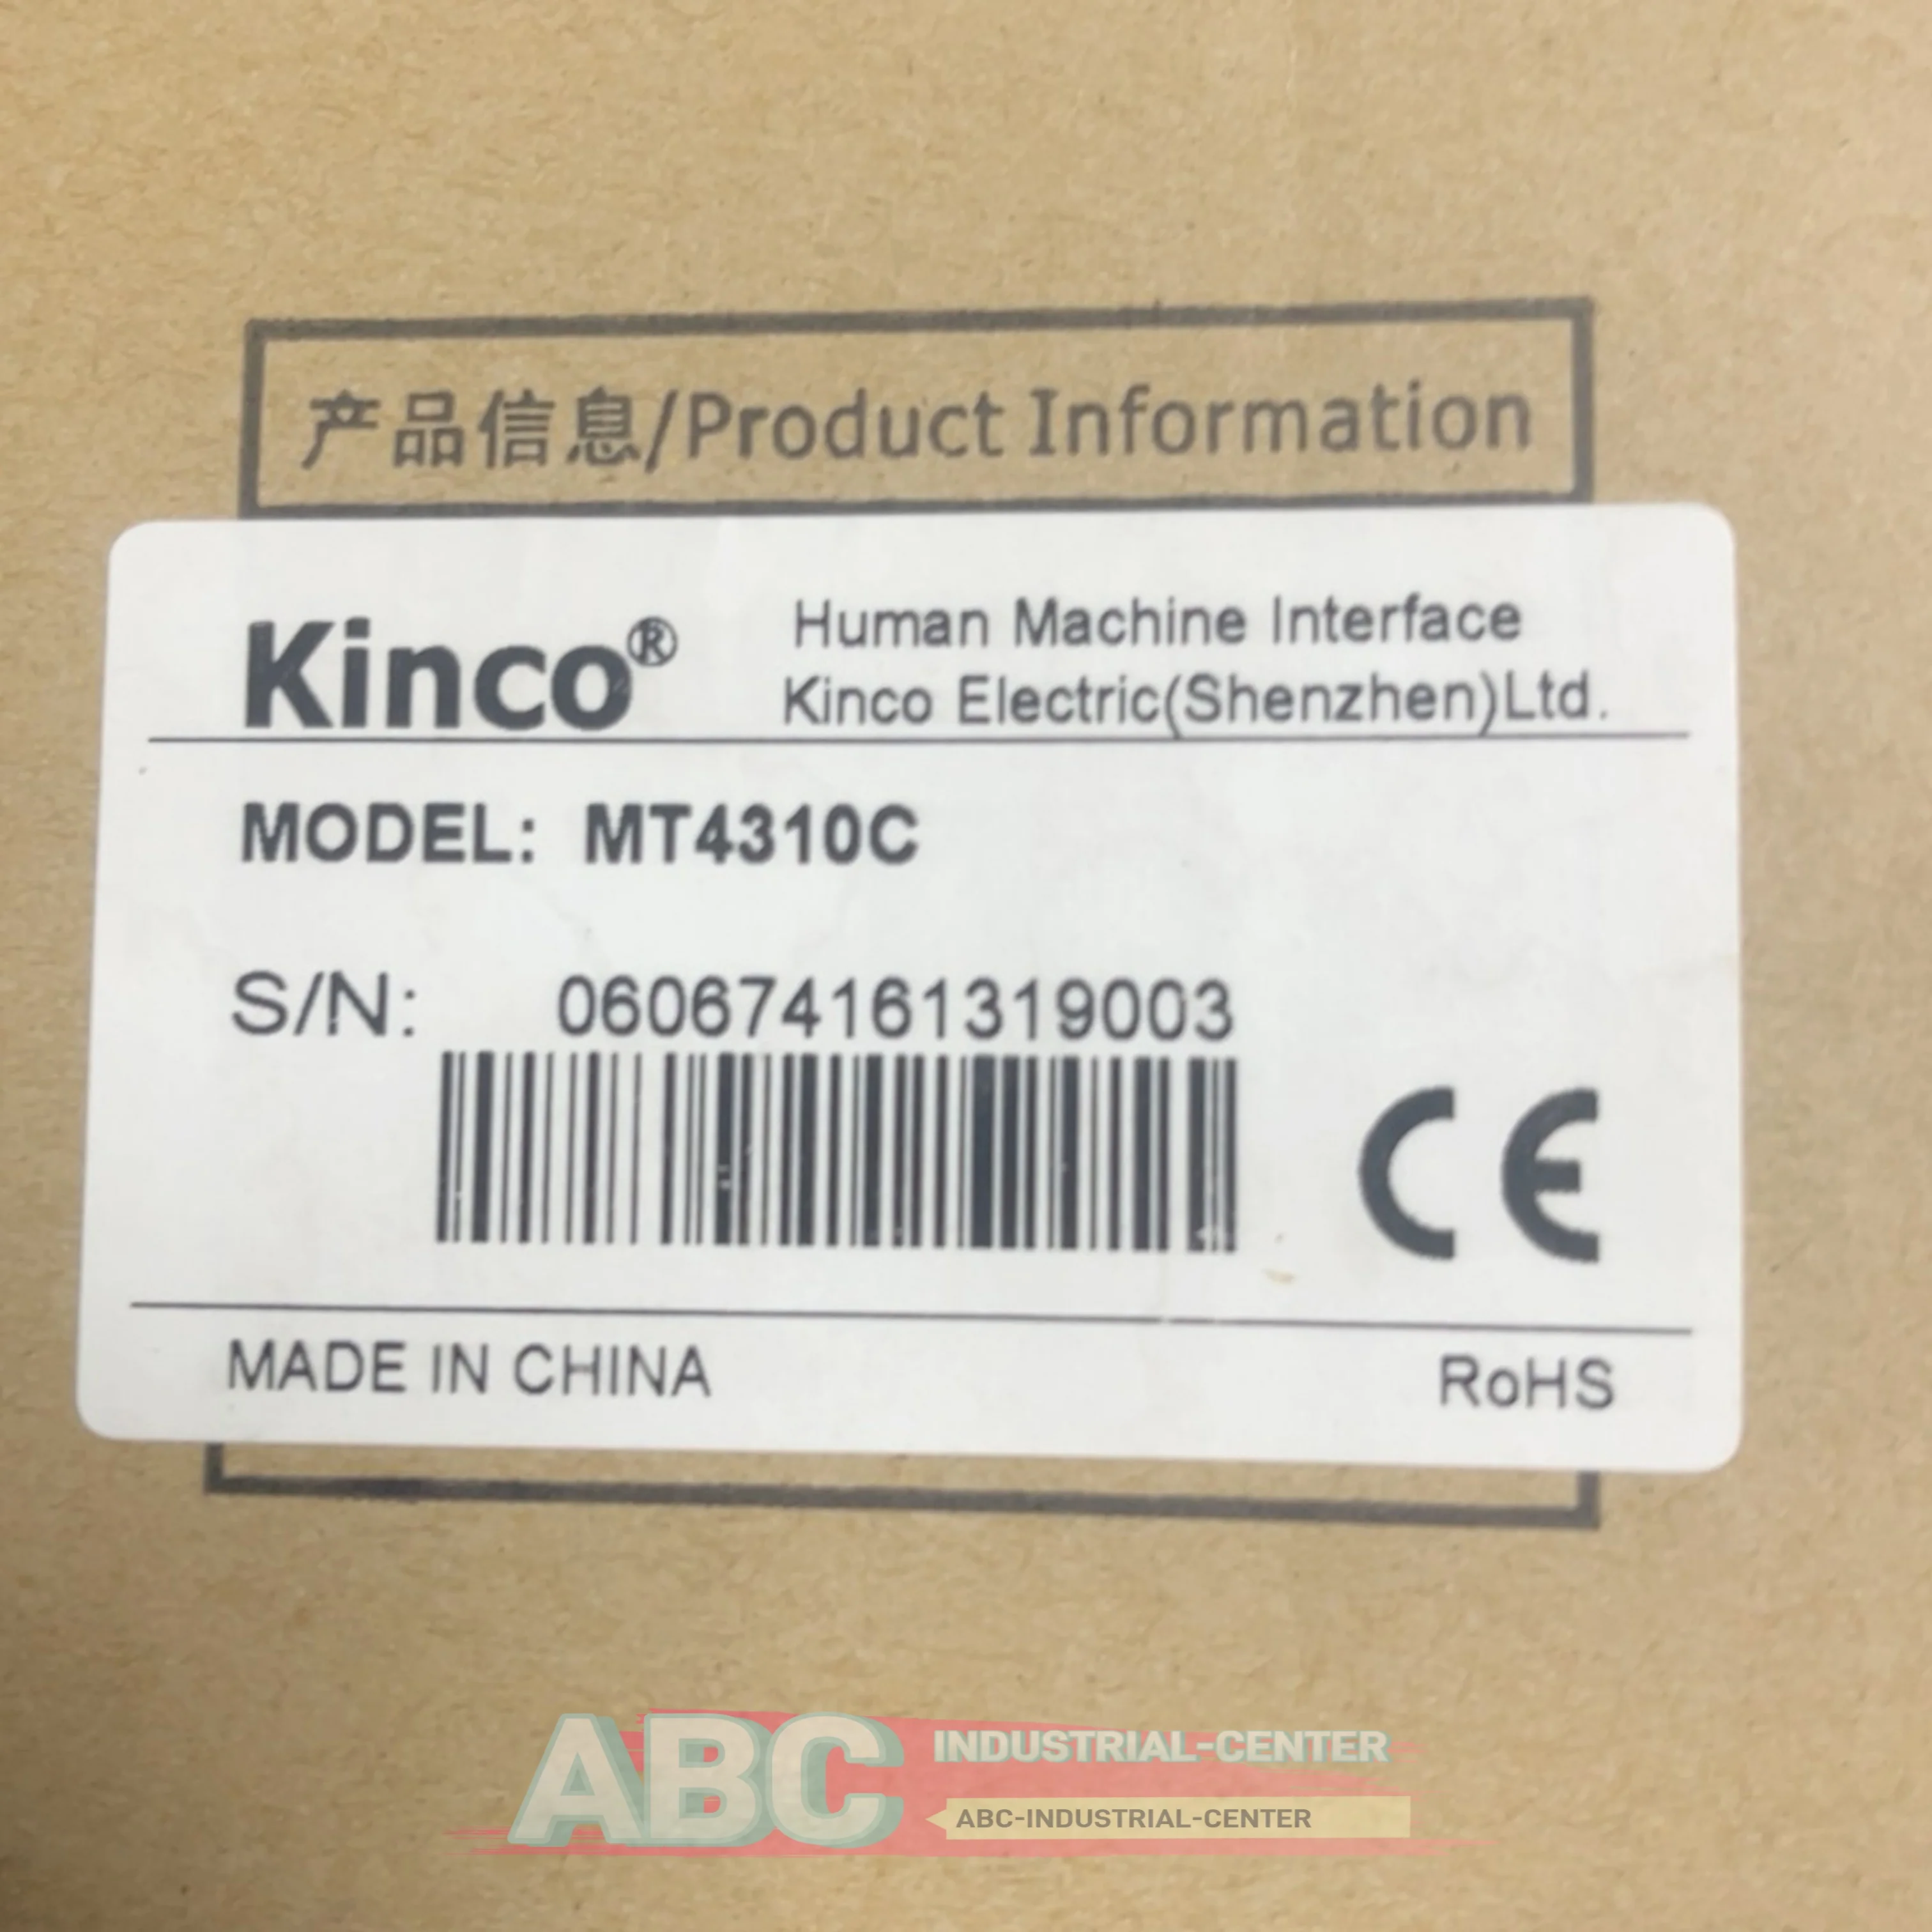 产品信息/Product Information
Kinco®
Human Machine Interface
Kinco Electric(Shenzhen)Ltd.
MODEL: MT4310C
S/N: 060674161319003
CE
MADE IN CHINA
RoHS
ABC
INDUSTRIAL-CENTER
ABC-INDUSTRIAL-CENTER